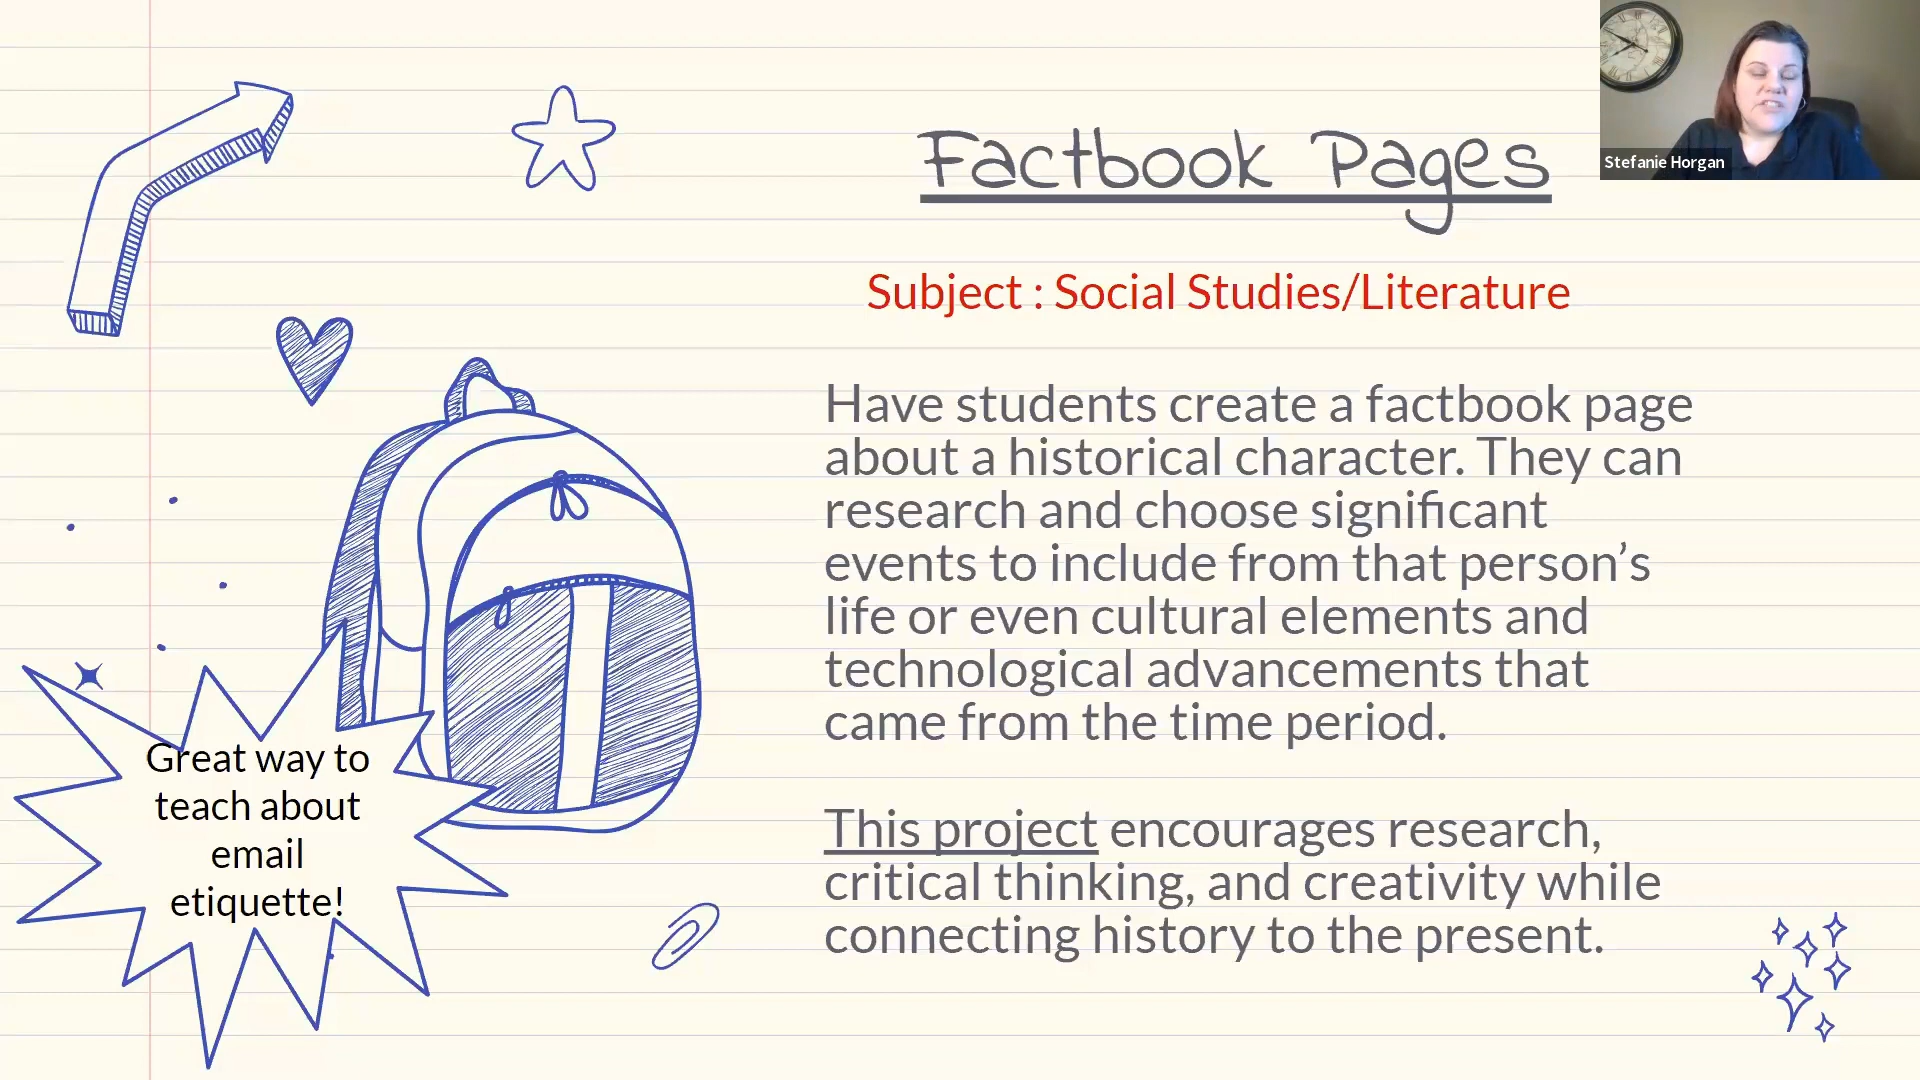 Factbook Pages
Stefanie Horgan
Subject : Social Studies/Literature
Have students create a factbook page
about a historical character. They can
research and choose significant
events to include from that person’s
life or even cultural elements and
technological advancements that
came from the time period.
This project encourages research,
critical thinking, and creativity while
connecting history to the present.
Great way to
teach about
email
etiquette!